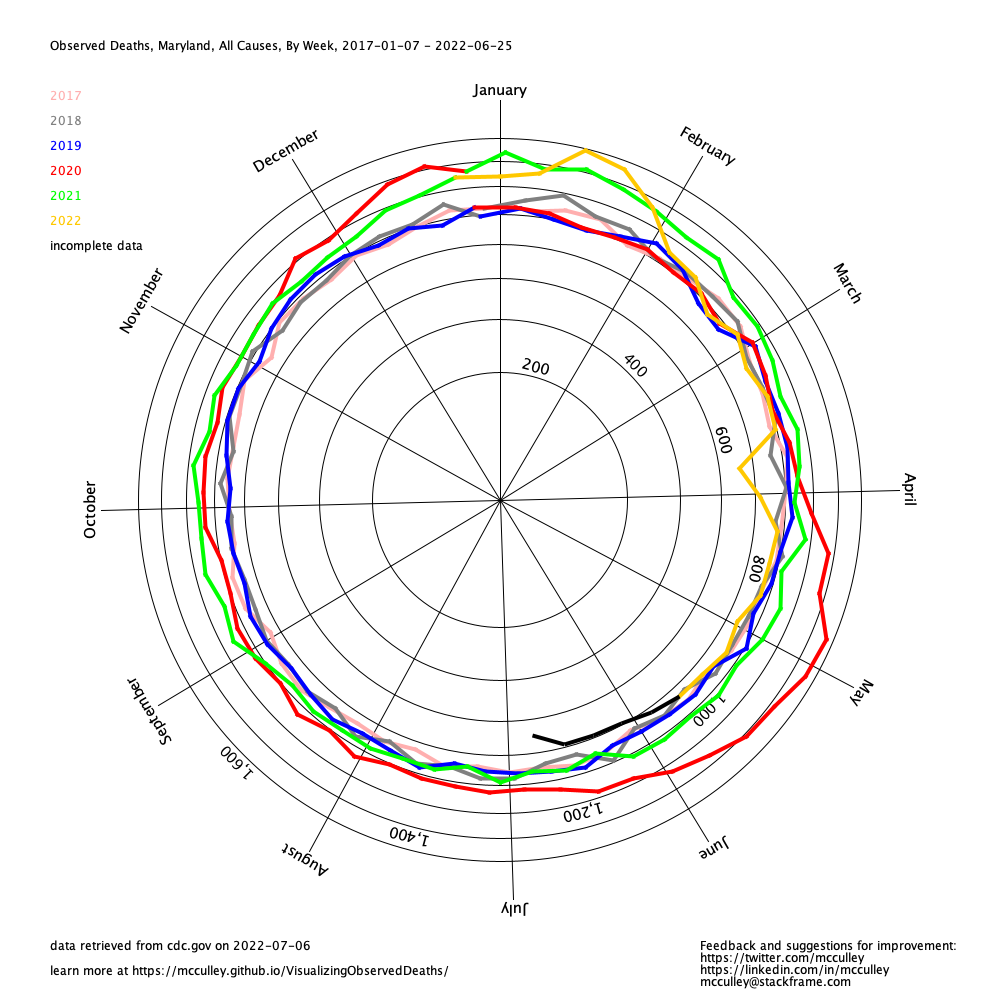 Observed Deaths, Maryland, All Causes, By Week, 2017-01-07 - 2022-06-25
2017
2018
2019
2020
2021
2022
incomplete data
January
February
March
April
May
June
July
August
September
October
November
December
200
400
600
800
1,000
1,200
1,400
1,600
data retrieved from cdc.gov on 2022-07-06
learn more at https://mcculley.github.io/VisualizingObservedDeaths/
Feedback and suggestions for improvement:
https://twitter.com/mcculley
https://linkedin.com/in/mcculley
mcculley@stackframe.com